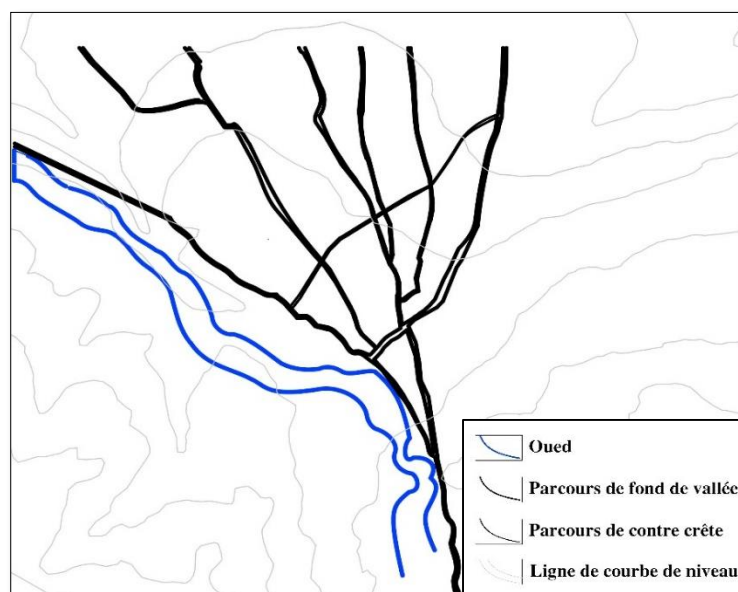 Oued
Parcours de fond de vallée
Parcours de contre crête
Ligne de courbe de niveau